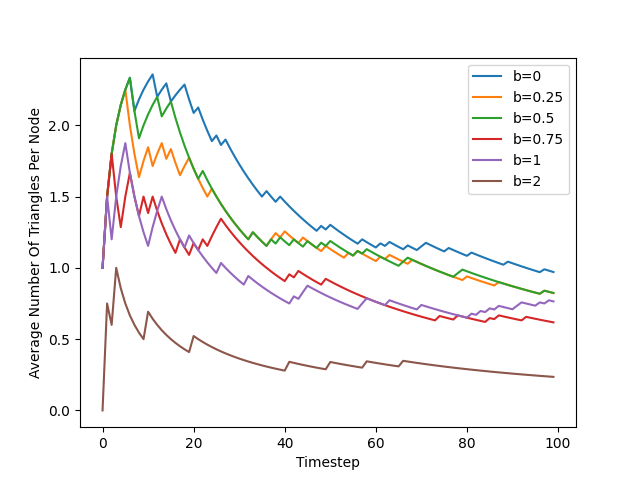 b=0
b=0.25
b=0.5
b=0.75
b=1
b=2
Average Number Of Triangles Per Node
2.0
1.5
1.0
0.5
0.0
0 20 40 60 80 100
Timestep